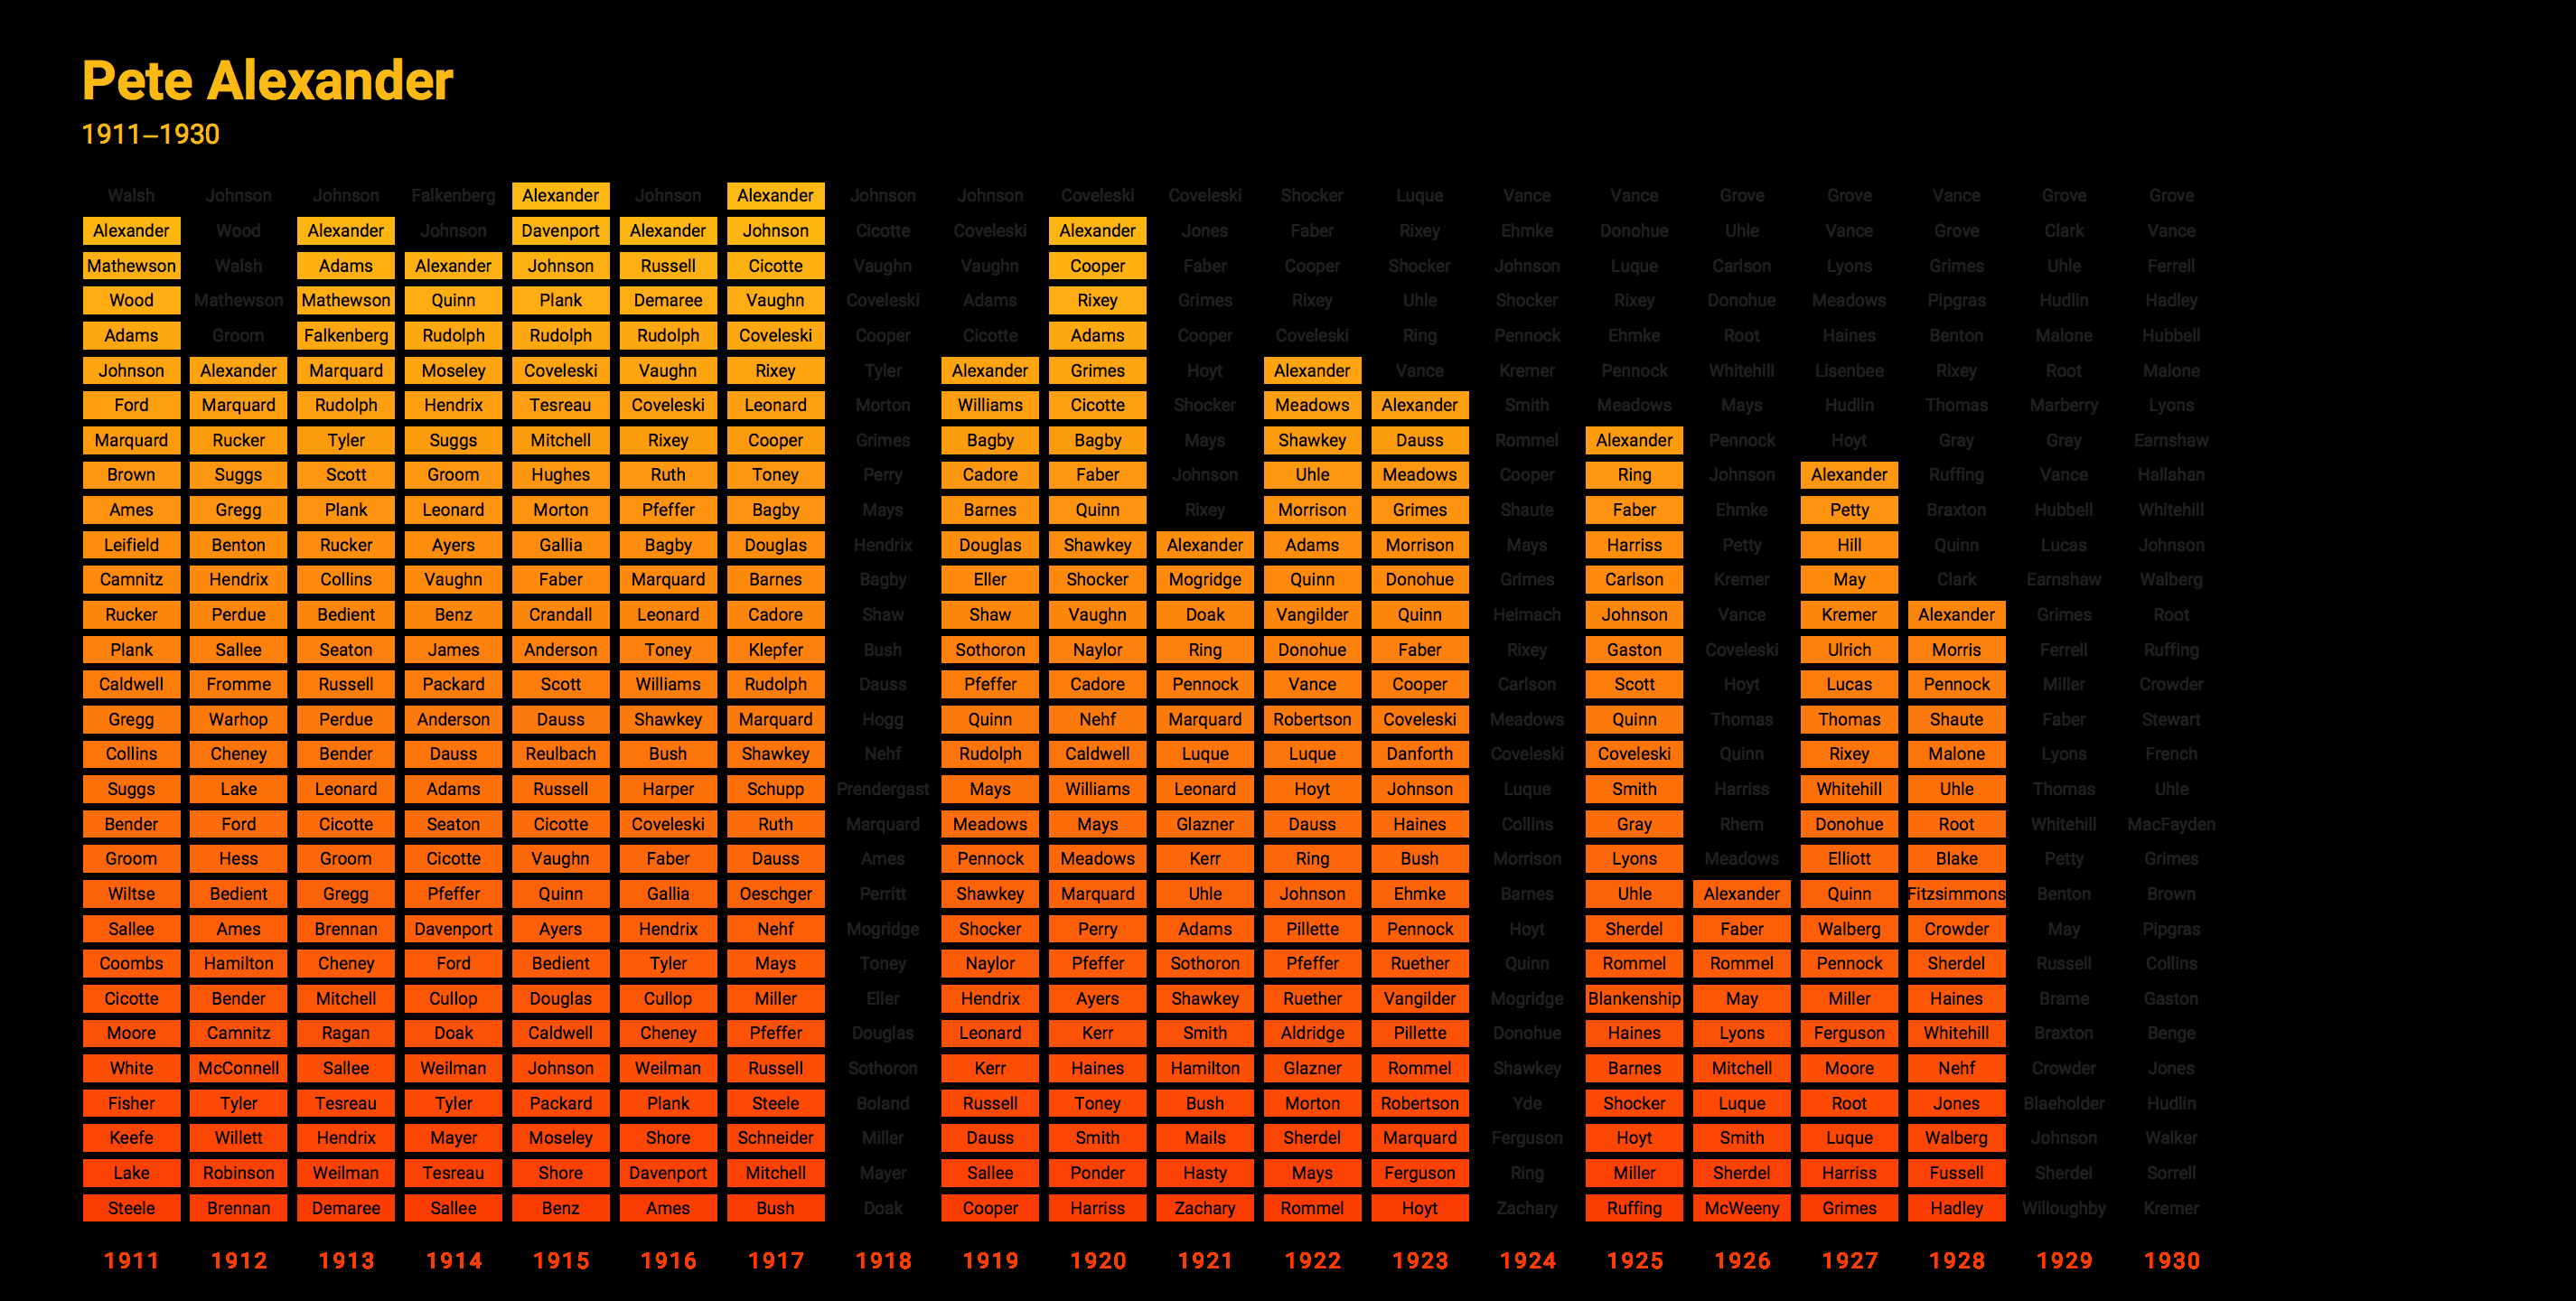 Pete Alexander
1911–1930
Walsh Johnson Johnson Falkenberg Alexander Johnson Alexander Johnson Johnson Coveleski Coveleski Shocker Luque Vance Vance Grove Grove Vance Grove Grove
Alexander Wood Alexander Johnson Davenport Alexander Johnson Cicotte Coveleski Alexander Jones Faber Rixey Ehmke Donohue Uhle Vance Grove Clark Vance
Mathewson Walsh Adams Alexander Johnson Russell Cicotte Vaughn Vaughn Cooper Faber Cooper Shocker Johnson Luque Carlson Lyons Grimes Uhle Ferrell
Wood Mathewson Mathewson Quinn Plank Demaree Vaughn Coveleski Adams Rixey Grimes Rixey Uhle Shocker Rixey Donohue Meadows Pipgras Hudlin Hadley
Adams Groom Falkenberg Rudolph Rudolph Rudolph Coveleski Cooper Cicotte Adams Cooper Coveleski Ring Pennock Ehmke Root Haines Benton Malone Hubbell
Johnson Alexander Marquard Moseley Coveleski Vaughn Rixey Tyler Alexander Grimes Hoyt Alexander Vance Kremer Pennock Whitehill Lisenbee Rixey Root Malone
Ford Marquard Rudolph Hendrix Tesreau Coveleski Leonard Morton Williams Cicotte Shocker Meadows Alexander Smith Meadows Mays Hudlin Thomas Marberry Lyons
Marquard Rucker Tyler Suggs Mitchell Rixey Cooper Grimes Bagby Bagby Mays Shawkey Dauss Rommel Alexander Pennock Hoyt Gray Gray Earnshaw
Brown Suggs Scott Groom Hughes Ruth Toney Perry Cadore Faber Johnson Uhle Meadows Cooper Ring Johnson Alexander Ruffing Vance Hallahan
Ames Gregg Plank Leonard Morton Pfeffer Bagby Mays Barnes Quinn Rixey Morrison Grimes Shaute Faber Ehmke Petty Braxton Hubbell Whitehill
Leifield Benton Rucker Ayers Gallia Bagby Douglas Hendrix Douglas Shawkey Alexander Adams Morrison Mays Harriss Petty Hill Quinn Lucas Johnson
Camnitz Hendrix Collins Vaughn Faber Marquard Barnes Bagby Eller Shocker Mogridge Quinn Donohue Grimes Carlson Kremer May Clark Earnshaw Walberg
Rucker Perdue Bedient Benz Crandall Leonard Cadore Shaw Shaw Vaughn Doak Vangilder Quinn Heimach Johnson Vance Kremer Alexander Grimes Root
Plank Sallee Seaton James Anderson Toney Klepfer Bush Sothoron Naylor Ring Donohue Faber Rixey Gaston Coveleski Ulrich Morris Ferrell Ruffing
Caldwell Fromme Russell Packard Scott Williams Rudolph Dauss Pfeffer Cadore Pennock Vance Cooper Carlson Scott Hoyt Lucas Pennock Miller Crowder
Gregg Warhop Perdue Anderson Dauss Shawkey Marquard Hogg Quinn Nehf Marquard Robertson Coveleski Meadows Quinn Thomas Thomas Shaute Faber Stewart
Collins Cheney Bender Dauss Reulbach Bush Shawkey Nehf Rudolph Caldwell Luque Luque Danforth Coveleski Coveleski Quinn Rixey Malone Lyons French
Suggs Lake Leonard Adams Russell Harper Schupp Prendergast Mays Williams Leonard Hoyt Johnson Luque Smith Harriss Whitehill Uhle Thomas Uhle
Bender Ford Cicotte Seaton Cicotte Coveleski Ruth Marquard Meadows Mays Glazner Dauss Haines Collins Gray Rhem Donohue Root Whitehill MacFayden
Groom Hess Groom Cicotte Vaughn Faber Dauss Ames Pennock Meadows Kerr Ring Bush Morrison Lyons Meadows Elliott Blake Petty Grimes
Wiltse Bedient Gregg Pfeffer Quinn Gallia Oeschger Perritt Shawkey Marquard Uhle Johnson Ehmke Barnes Uhle Alexander Quinn Fitzsimmons Benton Brown
Sallee Ames Brennan Davenport Ayers Hendrix Nehf Mogridge Shocker Perry Adams Pillette Pennock Hoyt Sherdel Faber Walberg Crowder May Pipgras
Coombs Hamilton Cheney Ford Bedient Tyler Mays Toney Naylor Pfeffer Sothoron Pfeffer Ruether Quinn Rommel Rommel Pennock Sherdel Russell Collins
Cicotte Bender Mitchell Cullop Douglas Cullop Miller Eller Hendrix Ayers Shawkey Ruether Vangilder Mogridge Blankenship May Miller Haines Brame Gaston
Moore Camnitz Ragan Doak Caldwell Cheney Pfeffer Douglas Leonard Kerr Smith Aldridge Pillette Donohue Haines Lyons Ferguson Whitehill Braxton Benge
White McConnell Sallee Weilman Johnson Weilman Russell Sothoron Kerr Haines Hamilton Glazner Rommel Shawkey Barnes Mitchell Moore Nehf Crowder Jones
Fisher Tyler Tesreau Tyler Packard Plank Steele Boland Russell Toney Bush Morton Robertson Yde Shocker Luque Root Jones Blaeholder Hudlin
Keefe Willett Hendrix Mayer Moseley Shore Schneider Miller Dauss Smith Mails Sherdel Marquard Ferguson Hoyt Smith Luque Walberg Johnson Walker
Lake Robinson Weilman Tesreau Shore Davenport Mitchell Mayer Sallee Ponder Hasty Mays Ferguson Ring Miller Sherdel Harriss Fussell Sherdel Sorrell
Steele Brennan Demaree Sallee Benz Ames Bush Doak Cooper Harriss Zachary Rommel Hoyt Zachary Ruffing McWeeny Grimes Hadley Willoughby Kremer
1911 1912 1913 1914 1915 1916 1917 1918 1919 1920 1921 1922 1923 1924 1925 1926 1927 1928 1929 1930